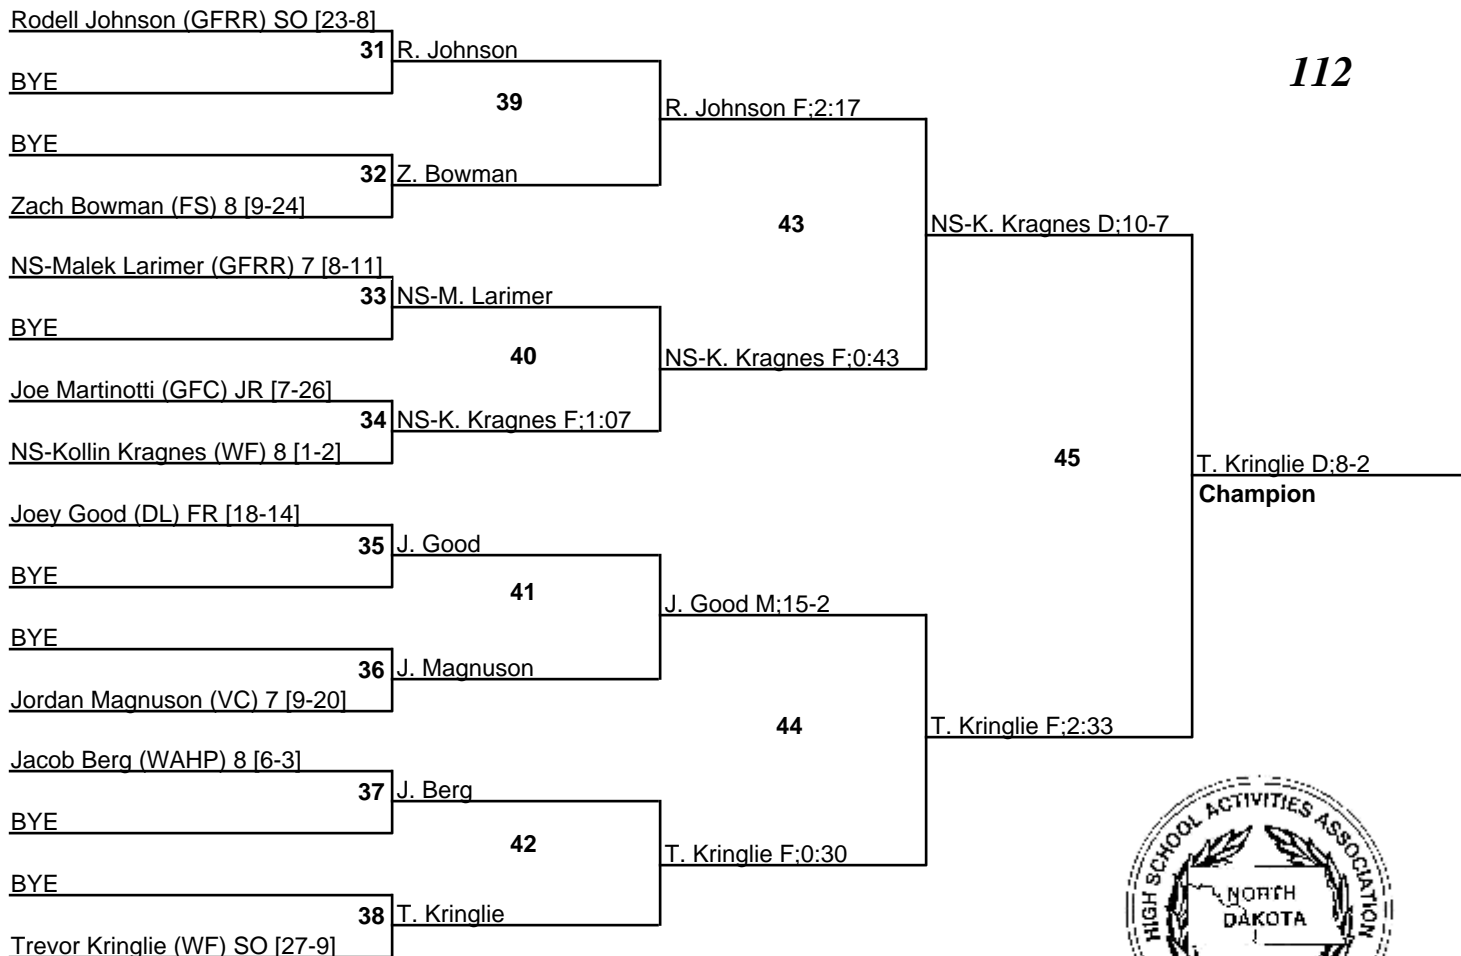 Rodell Johnson (GFRR) SO [23-8]
31 R. Johnson
BYE
112
39
R. Johnson F;2:17
BYE
32 Z. Bowman
Zach Bowman (FS) 8 [9-24]
43
NS-K. Kragnes D;10-7
NS-Malek Larimer (GFRR) 7 [8-11]
33 NS-M. Larimer
BYE
40
NS-K. Kragnes F;0:43
Joe Martinotti (GFC) JR [7-26]
34 NS-K. Kragnes F;1:07
NS-Kollin Kragnes (WF) 8 [1-2]
45
T. Kringlie D;8-2
Champion
Joey Good (DL) FR [18-14]
35 J. Good
BYE
41
J. Good M;15-2
BYE
36 J. Magnuson
Jordan Magnuson (VC) 7 [9-20]
44
T. Kringlie F;2:33
Jacob Berg (WAHP) 8 [6-3]
37 J. Berg
BYE
42
T. Kringlie F;0:30
BYE
38 T. Kringlie
Trevor Kringlie (WF) SO [27-9]
HIGH SCHOOL ACTIVITIES ASSOCIATION
NORTH
DAKOTA